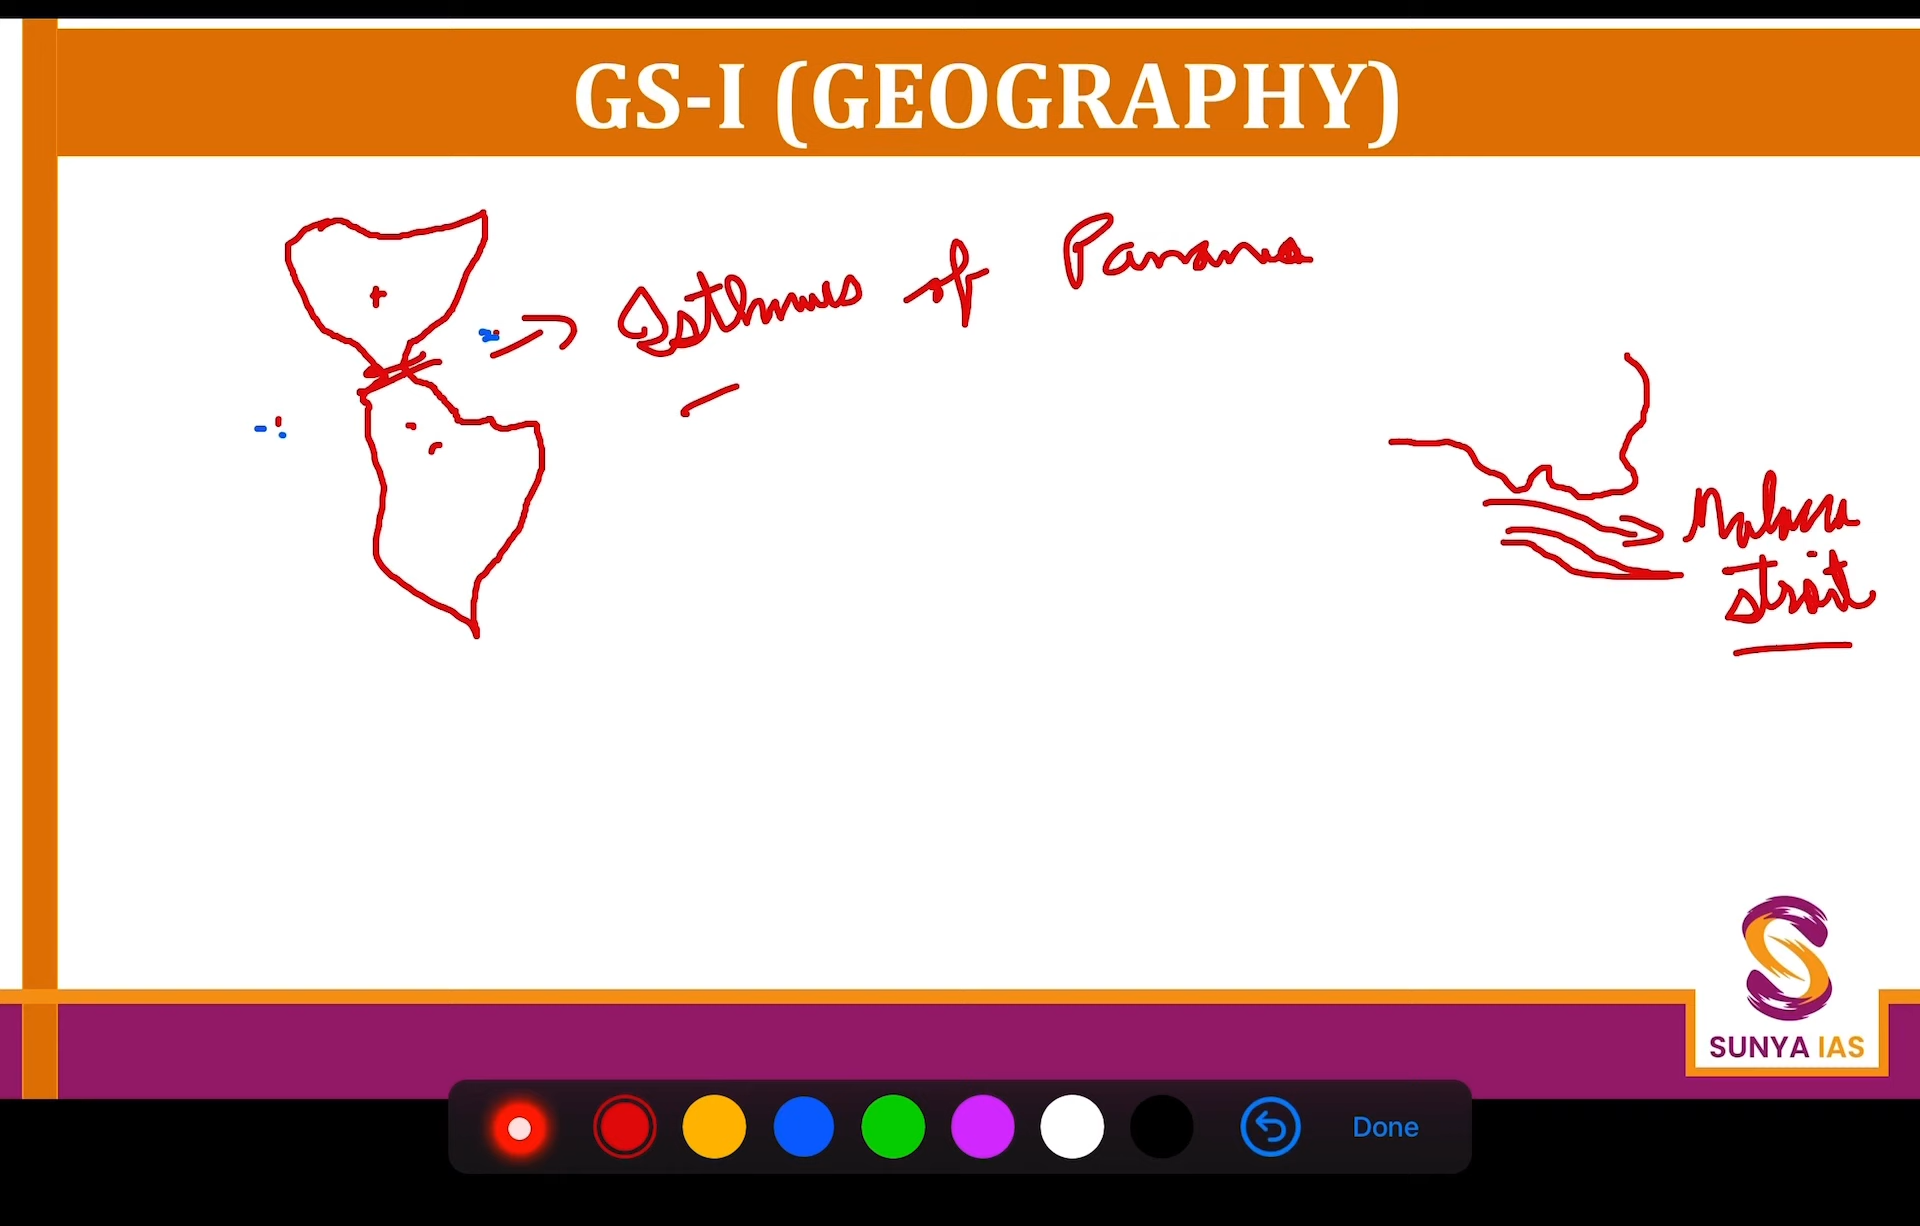 GS-I (GEOGRAPHY)
Isthmus of Panama
Malacca
strait
SUNYA IAS
Done